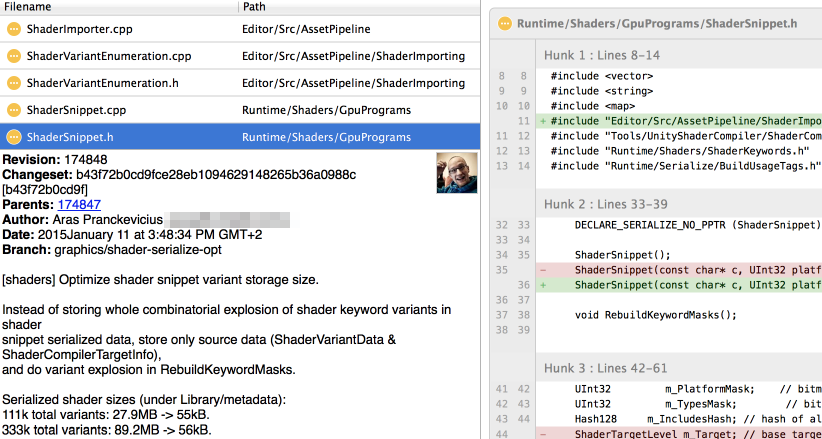 Filename Path
ShaderImporter.cpp Editor/Src/AssetPipeline
ShaderVariantEnumeration.cpp Editor/Src/AssetPipeline/ShaderImporting
ShaderVariantEnumeration.h Editor/Src/AssetPipeline/ShaderImporting
ShaderSnippet.cpp Runtime/Shaders/GpuPrograms
ShaderSnippet.h Runtime/Shaders/GpuPrograms
Revision: 174848
Changeset: b43f72b0cd9fce28eb1094629148265b36a0988c
[b43f72b0cd9f]
Parents: 174847
Author: Aras Pranckevicius
Date: 2015January 11 at 3:48:34 PM GMT+2
Branch: graphics/shader-serialize-opt
[shaders] Optimize shader snippet variant storage size.
Instead of storing whole combinatorial explosion of shader keyword variants in
shader
snippet serialized data, store only source data (ShaderVariantData &
ShaderCompilerTargetInfo),
and do variant explosion in RebuildKeywordMasks.
Serialized shader sizes (under Library/metadata):
111k total variants: 27.9MB -> 55kB.
333k total variants: 89.2MB -> 56kB.
Runtime/Shaders/GpuPrograms/ShaderSnippet.h
Hunk 1 : Lines 8-14
8 8 #include <vector>
9 9 #include <string>
10 10 #include <map>
11 + #include "Editor/Src/AssetPipeline/ShaderImpo
11 12 #include "Tools/UnityShaderCompiler/ShaderCom
12 13 #include "Runtime/Shaders/ShaderKeywords.h"
13 14 #include "Runtime/Serialize/BuildUsageTags.h"
Hunk 2 : Lines 33-39
32 33 DECLARE_SERIALIZE_NO_PPTR (ShaderSnippet)
33 34
34 35 ShaderSnippet();
35 - ShaderSnippet(const char* c, UInt32 platf
36 + ShaderSnippet(const char* c, UInt32 platf
36 37
37 38 void RebuildKeywordMasks();
38 39
Hunk 3 : Lines 42-61
41 42 UInt32 m_PlatformMask; // bitm
42 43 UInt32 m_TypesMask; // bit
43 44 Hash128 m_IncludesHash; // hash of al
44 - ShaderTargetLevel m_Target; // base targe